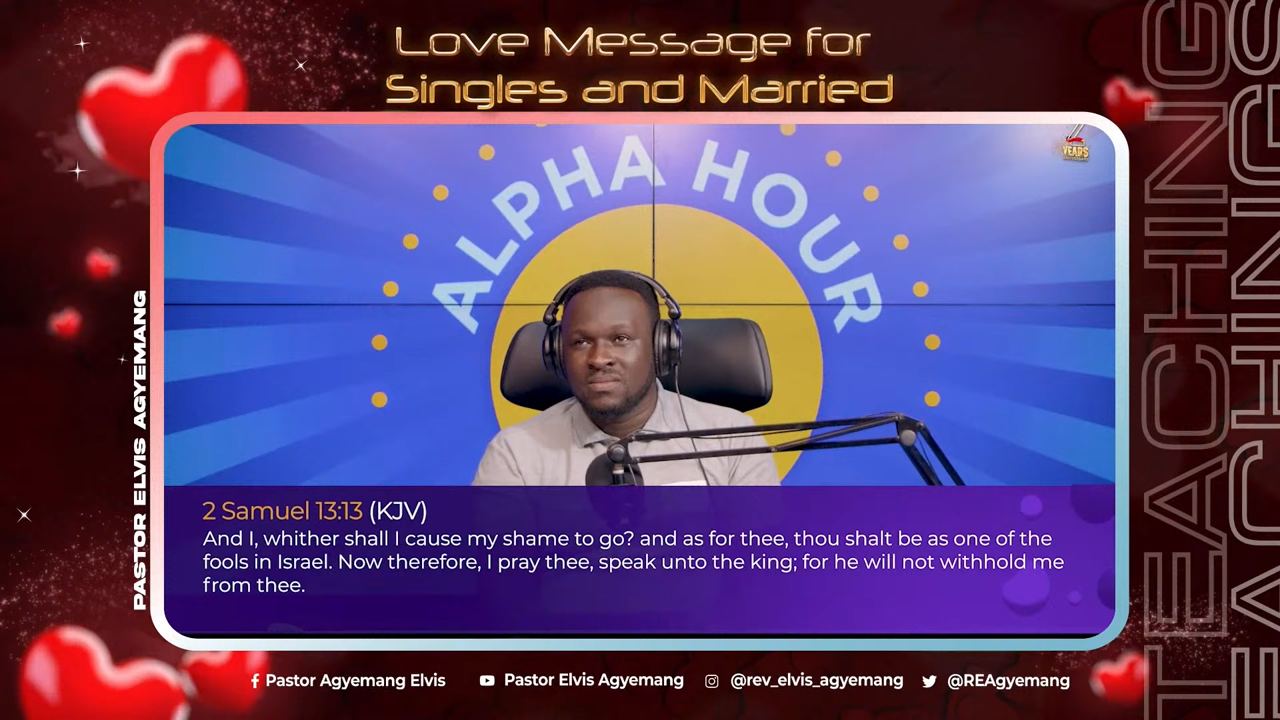 Love Message for
Singles and Married
ALPHA HOUR
YEARS
PASTOR ELVIS AGYEMANG
2 Samuel 13:13 (KJV)
And I, whither shall I cause my shame to go? and as for thee, thou shalt be as one of the
fools in Israel. Now therefore, I pray thee, speak unto the king; for he will not withhold me
from thee.
Pastor Agyemang Elvis
Pastor Elvis Agyemang
@rev_elvis_agyemang
@REAgyemang
TEACHING
TEACHINGS